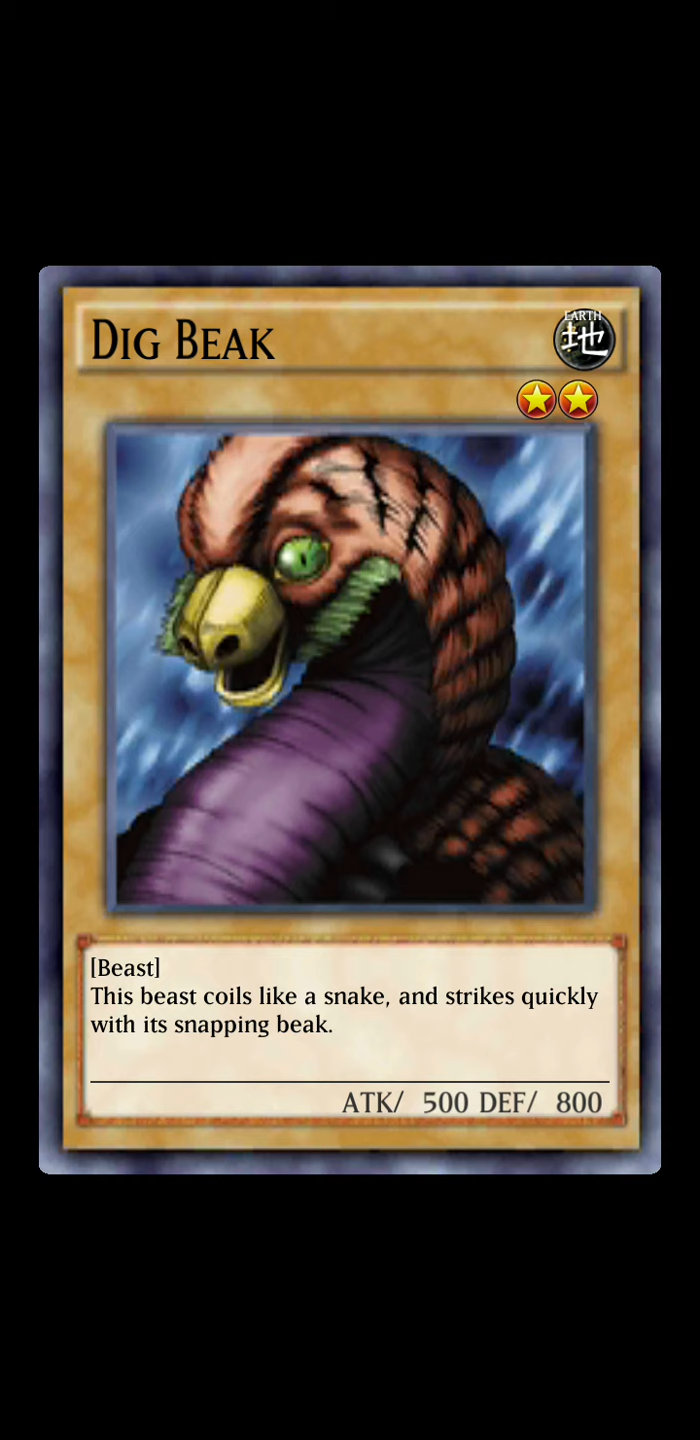 Dig Beak
EARTH
地
[Beast]
This beast coils like a snake, and strikes quickly
with its snapping beak.
ATK/ 500 DEF/ 800